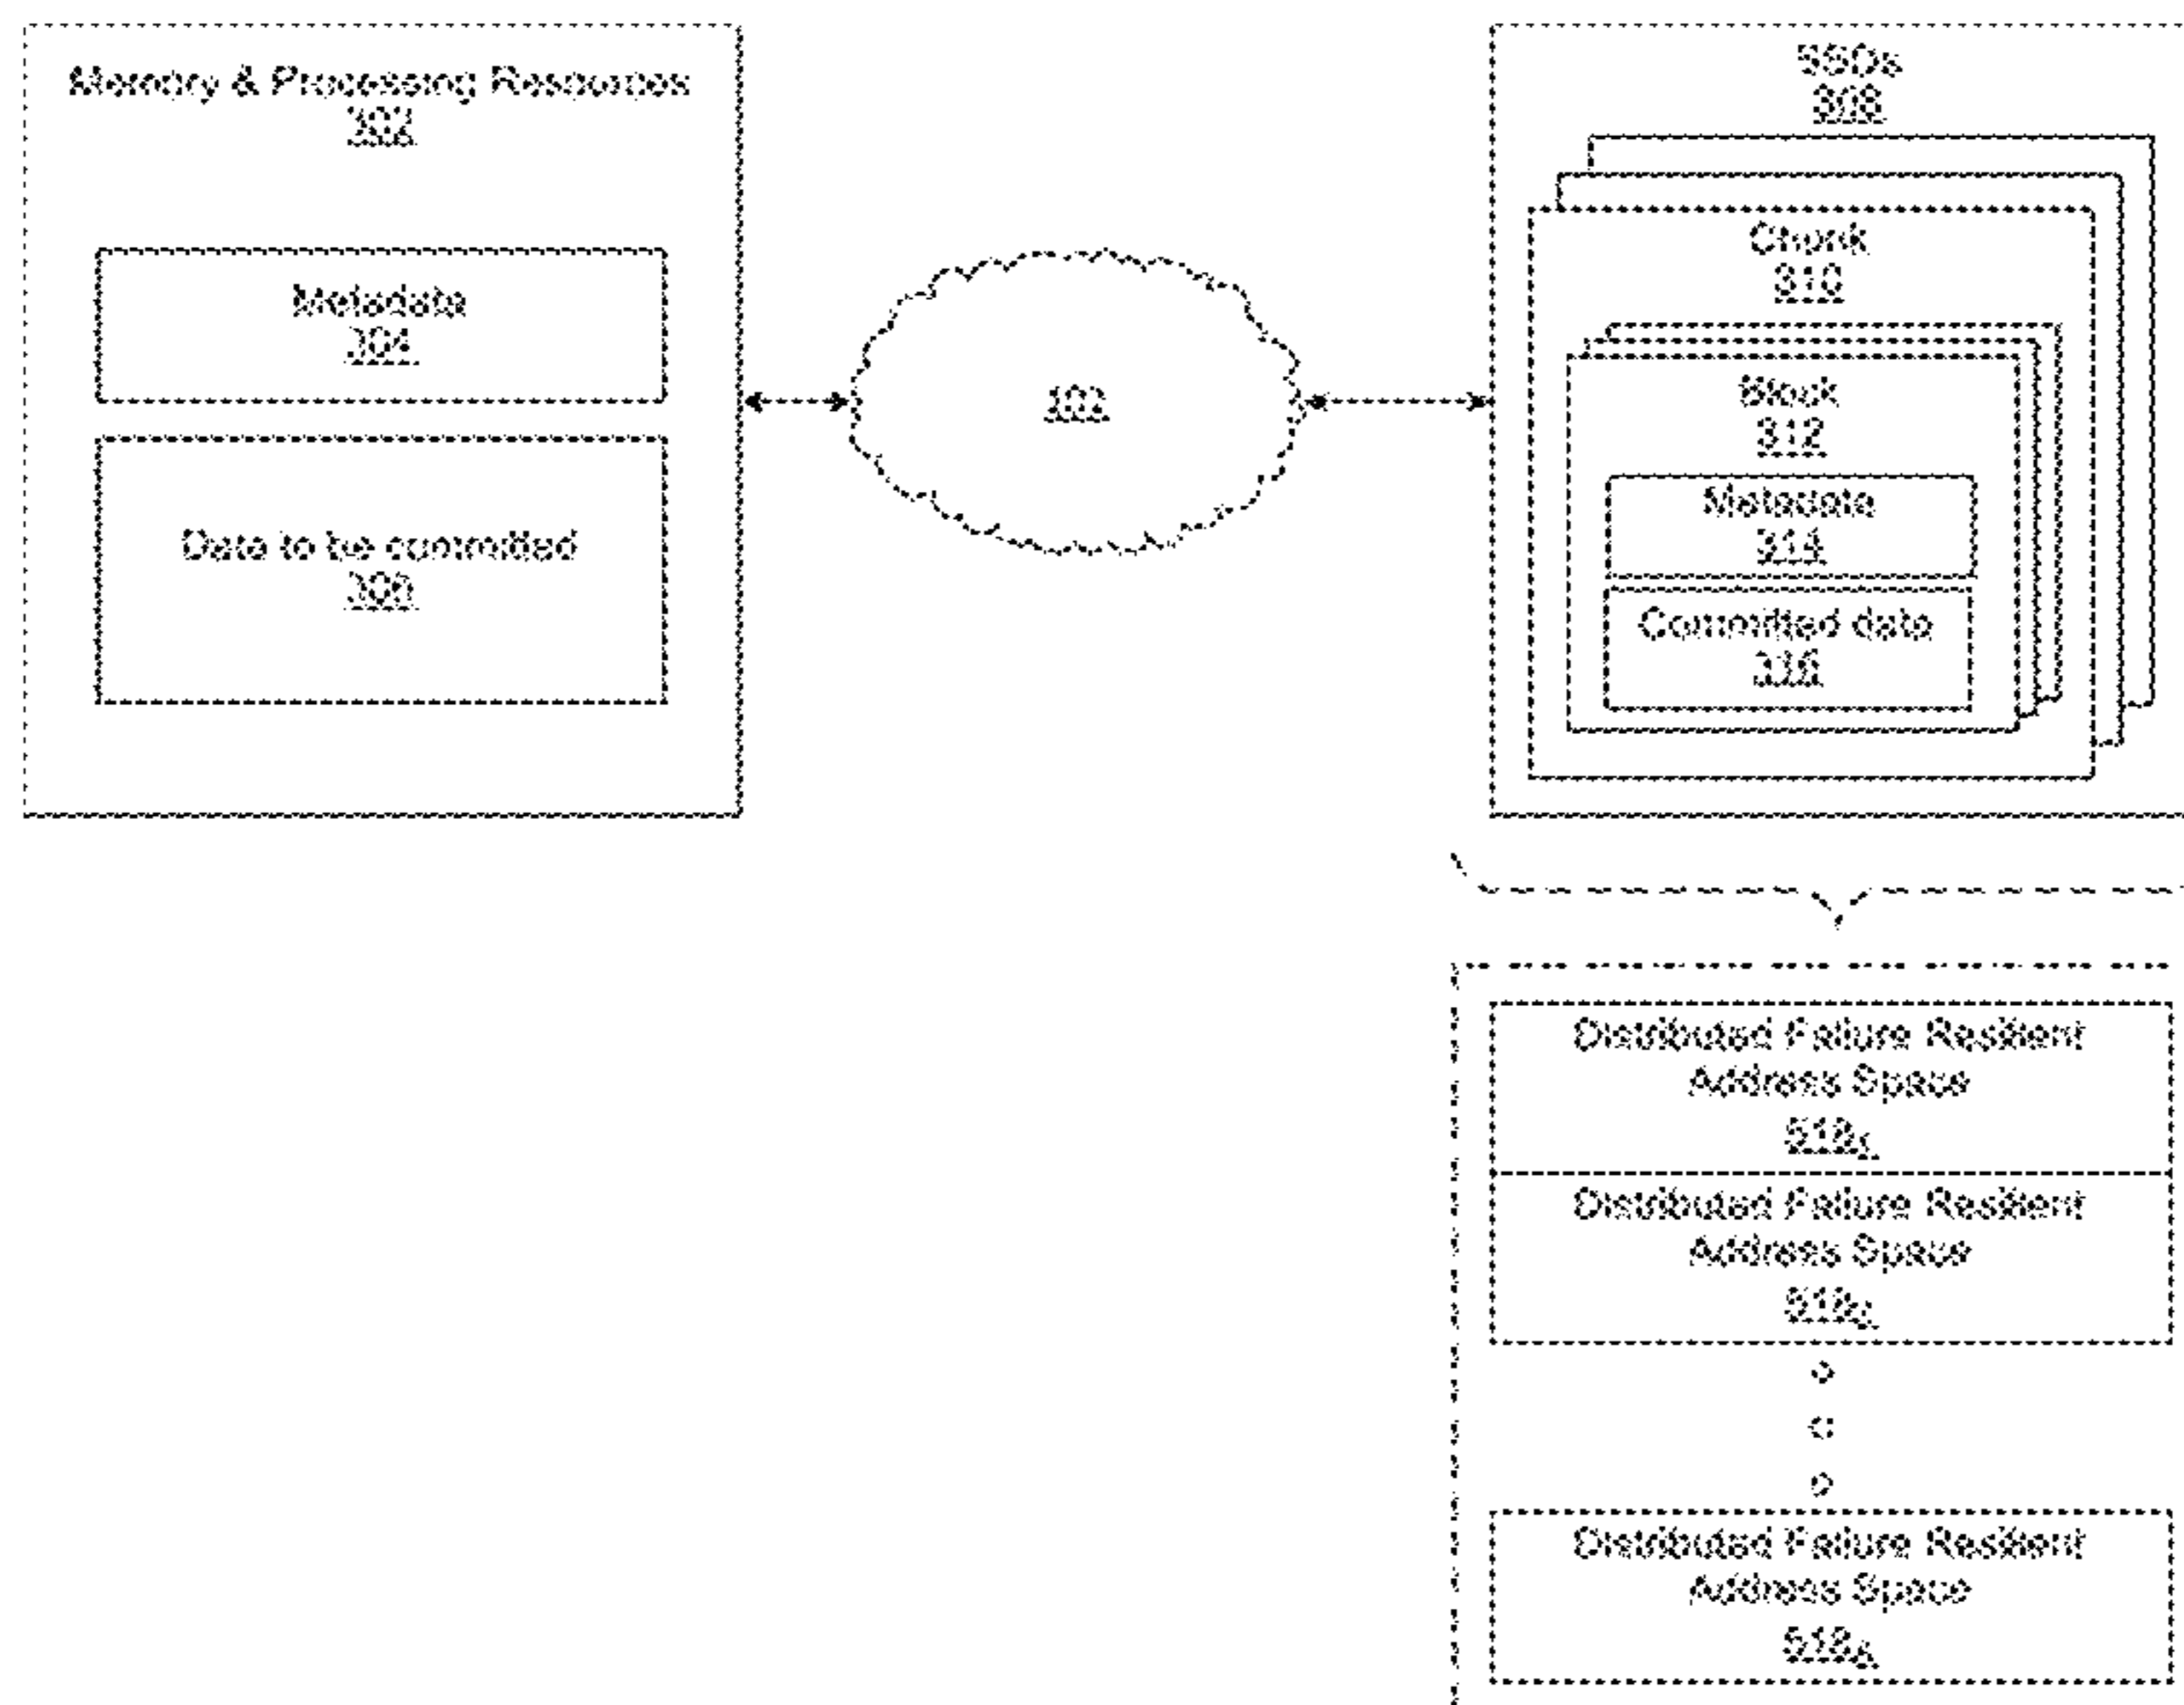 Memory & Processing Resources
302
Metadata
304
Data to be committed
306
102
SSDs
308
Chunk
310
Block
312
Metadata
314
Committed data
316
Distributed Failure Resilient
Address Space
Distributed Failure Resilient
Address Space
Distributed Failure Resilient
Address Space